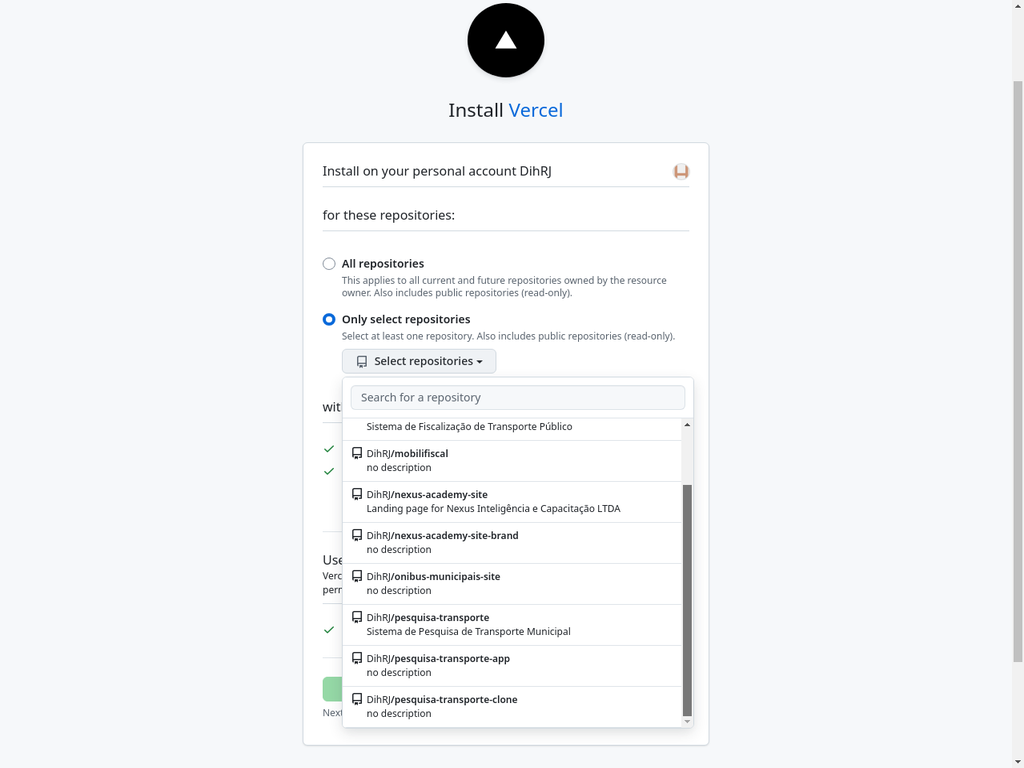 Install Vercel
Install on your personal account DihRJ
for these repositories:
All repositories
This applies to all current and future repositories owned by the resource
owner. Also includes public repositories (read-only).
Only select repositories
Select at least one repository. Also includes public repositories (read-only).
Select repositories
Search for a repository
Sistema de Fiscalização de Transporte Público
DihRJ/mobilifiscal
no description
DihRJ/nexus-academy-site
Landing page for Nexus Inteligência e Capacitação LTDA
DihRJ/nexus-academy-site-brand
no description
DihRJ/onibus-municipais-site
no description
DihRJ/pesquisa-transporte
Sistema de Pesquisa de Transporte Municipal
DihRJ/pesquisa-transporte-app
no description
DihRJ/pesquisa-transporte-clone
no description
Next